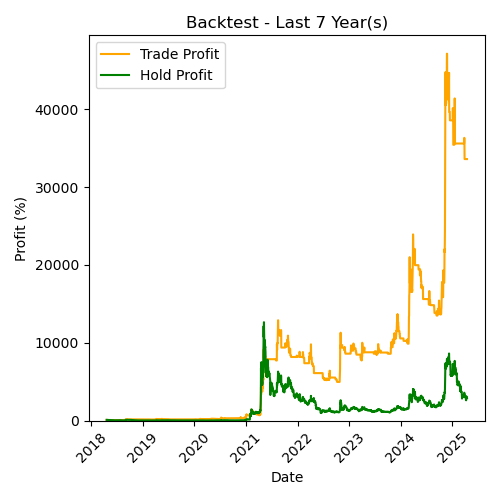 Backtest - Last 7 Year(s)
Trade Profit
Hold Profit
Profit (%)
40000
30000
20000
10000
0
2018
2019
2020
2021
2022
2023
2024
2025
Date